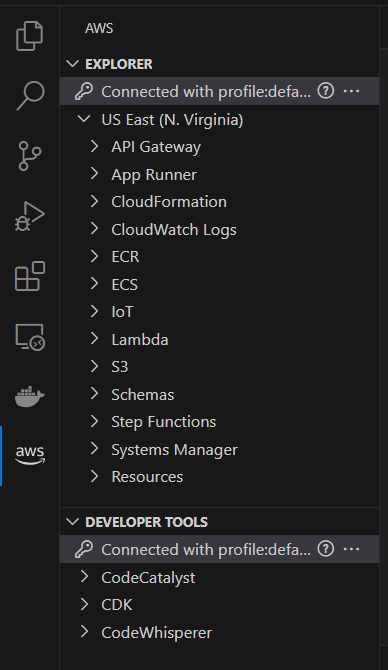 AWS
EXPLORER
Connected with profile:defa...
US East (N. Virginia)
API Gateway
App Runner
CloudFormation
CloudWatch Logs
ECR
ECS
IoT
Lambda
S3
Schemas
Step Functions
Systems Manager
Resources
aws
DEVELOPER TOOLS
Connected with profile:defa...
CodeCatalyst
CDK
CodeWhisperer